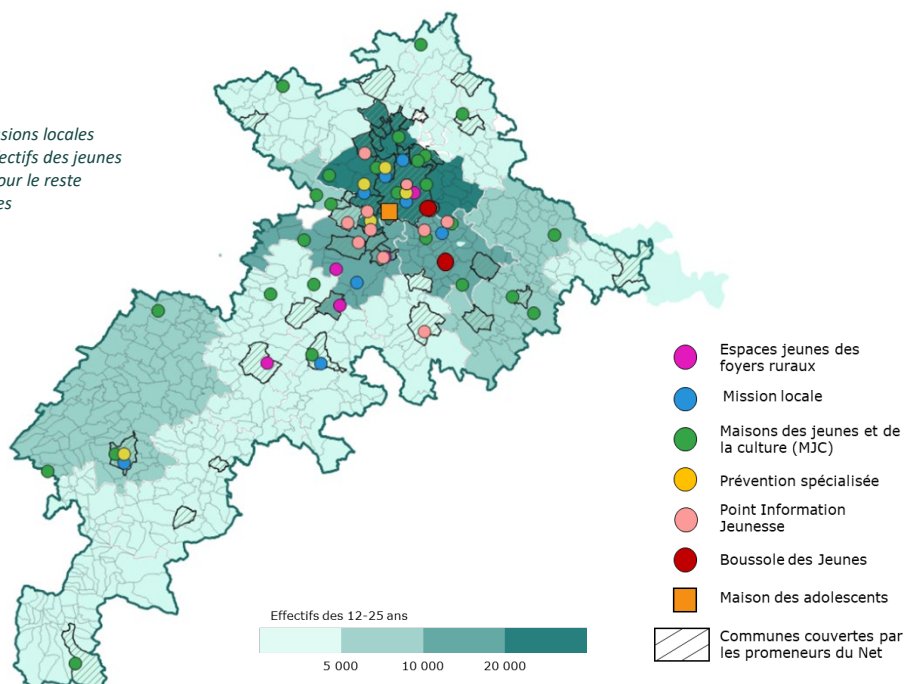 sions locales
ectifs des jeunes
our le reste
es
Espaces jeunes des
foyers ruraux
Mission locale
Maisons des jeunes et de
la culture (MJC)
Prévention spécialisée
Point Information
Jeunesse
Boussole des Jeunes
Maison des adolescents
Communes couvertes par
les promeneurs du Net
Effectifs des 12-25 ans
5 000 10 000 20 000